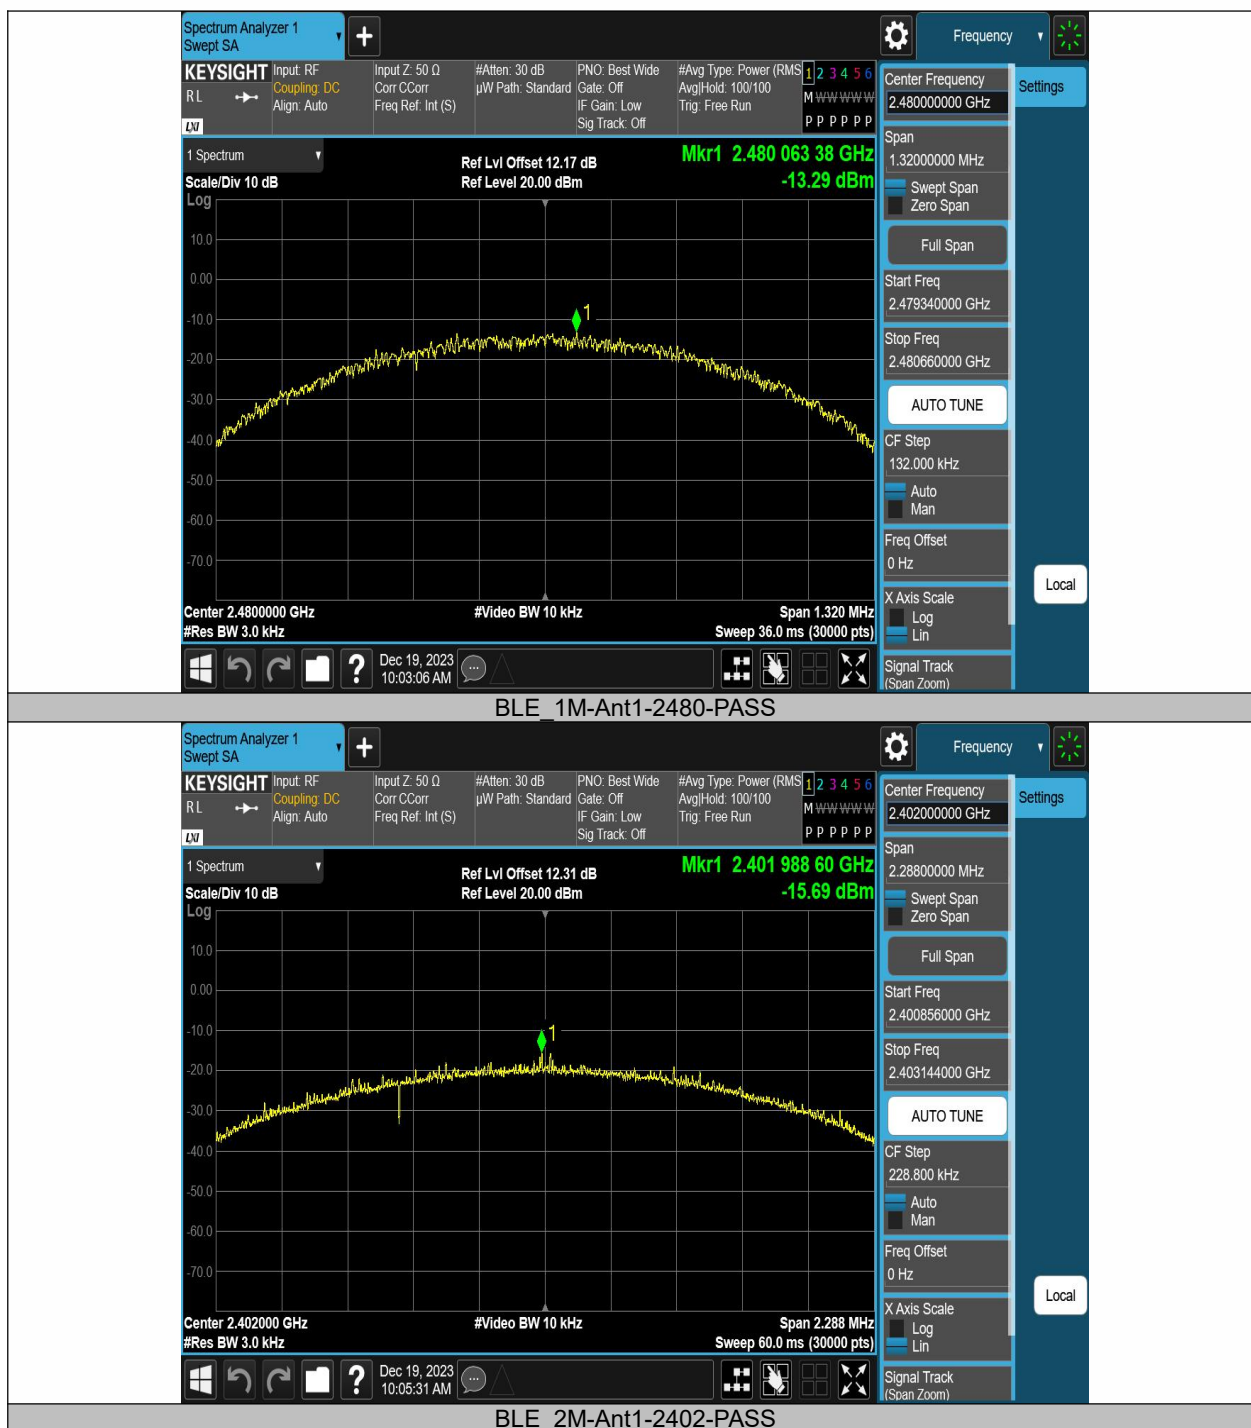 Spectrum Analyzer 1
Swept SA
+
Frequency
KEYSIGHT
RL
LXI
Input: RF
Coupling: DC
Align: Auto
Input Z: 50 Ω
Corr CCorr
Freq Ref: Int (S)
#Atten: 30 dB
µW Path: Standard
PNO: Best Wide
Gate: Off
IF Gain: Low
Sig Track: Off
#Avg Type: Power (RMS
Avg|Hold: 100/100
Trig: Free Run
1 2 3 4 5 6
M W W W W W
P P P P P P
Center Frequency
2.480000000 GHz
Settings
Span
1.32000000 MHz
Swept Span
Zero Span
Full Span
Start Freq
2.479340000 GHz
Stop Freq
2.480660000 GHz
AUTO TUNE
CF Step
132.000 kHz
Auto
Man
Freq Offset
0 Hz
X Axis Scale
Log
Lin
Signal Track
(Span Zoom)
Local
1 Spectrum
Scale/Div 10 dB
Log
Ref Lvl Offset 12.17 dB
Ref Level 20.00 dBm
Mkr1 2.480 063 38 GHz
-13.29 dBm
10.0
0.00
-10.0
-20.0
-30.0
-40.0
-50.0
-60.0
-70.0
1
Center 2.4800000 GHz
#Res BW 3.0 kHz
#Video BW 10 kHz
Span 1.320 MHz
Sweep 36.0 ms (30000 pts)
?
Dec 19, 2023
10:03:06 AM
BLE_1M-Ant1-2480-PASS
Spectrum Analyzer 1
Swept SA
+
Frequency
KEYSIGHT
RL
LXI
Input: RF
Coupling: DC
Align: Auto
Input Z: 50 Ω
Corr CCorr
Freq Ref: Int (S)
#Atten: 30 dB
µW Path: Standard
PNO: Best Wide
Gate: Off
IF Gain: Low
Sig Track: Off
#Avg Type: Power (RMS
Avg|Hold: 100/100
Trig: Free Run
1 2 3 4 5 6
M W W W W W
P P P P P P
Center Frequency
2.402000000 GHz
Settings
Span
2.28800000 MHz
Swept Span
Zero Span
Full Span
Start Freq
2.400856000 GHz
Stop Freq
2.403144000 GHz
AUTO TUNE
CF Step
228.800 kHz
Auto
Man
Freq Offset
0 Hz
X Axis Scale
Log
Lin
Signal Track
(Span Zoom)
Local
1 Spectrum
Scale/Div 10 dB
Log
Ref Lvl Offset 12.31 dB
Ref Level 20.00 dBm
Mkr1 2.401 988 60 GHz
-15.69 dBm
10.0
0.00
-10.0
-20.0
-30.0
-40.0
-50.0
-60.0
-70.0
1
Center 2.402000 GHz
#Res BW 3.0 kHz
#Video BW 10 kHz
Span 2.288 MHz
Sweep 60.0 ms (30000 pts)
?
Dec 19, 2023
10:05:31 AM
BLE_2M-Ant1-2402-PASS